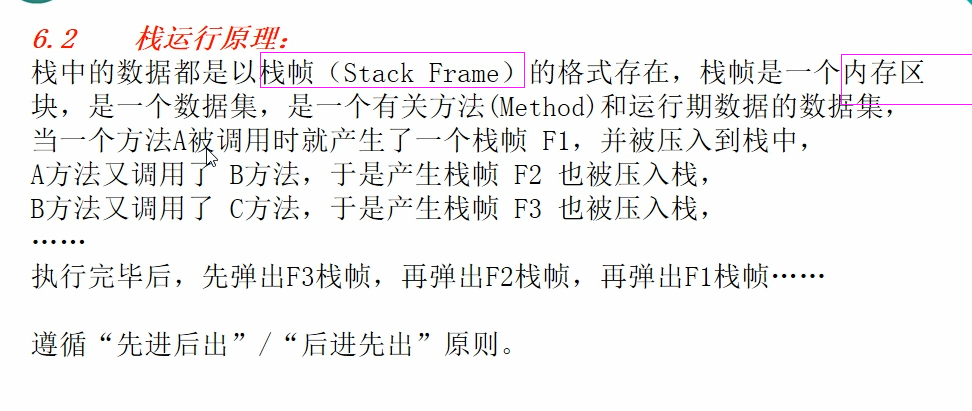 6.2 栈运行原理：
栈中的数据都是以栈帧（Stack Frame）的格式存在，栈帧是一个内存区
块，是一个数据集，是一个有关方法(Method)和运行期数据的数据集，
当一个方法A被调用时就产生了一个栈帧 F1，并被压入到栈中，
A方法又调用了 B方法，于是产生栈帧 F2 也被压入栈，
B方法又调用了 C方法，于是产生栈帧 F3 也被压入栈，
……
执行完毕后，先弹出F3栈帧，再弹出F2栈帧，再弹出F1栈帧……
遵循“先进后出”/“后进先出”原则。